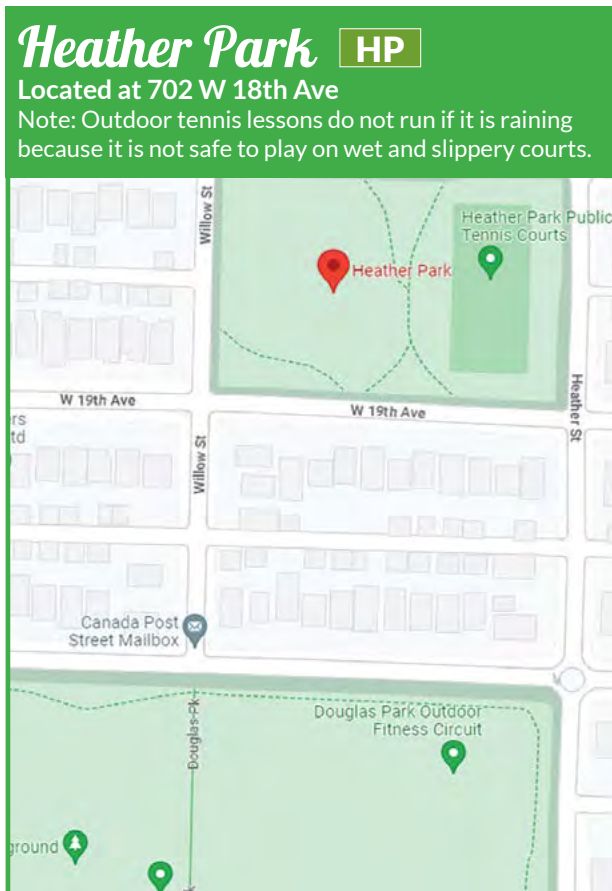 Heather Park HP
Located at 702 W 18th Ave
Note: Outdoor tennis lessons do not run if it is raining
because it is not safe to play on wet and slippery courts.
Willow St
Heather Park Public
Tennis Courts
Heather Park
W 19th Ave
W 19th Ave
Heather St
rs
td
Willow St
Canada Post
Street Mailbox
Douglas Pk
Douglas Park Outdoor
Fitness Circuit
ground
k